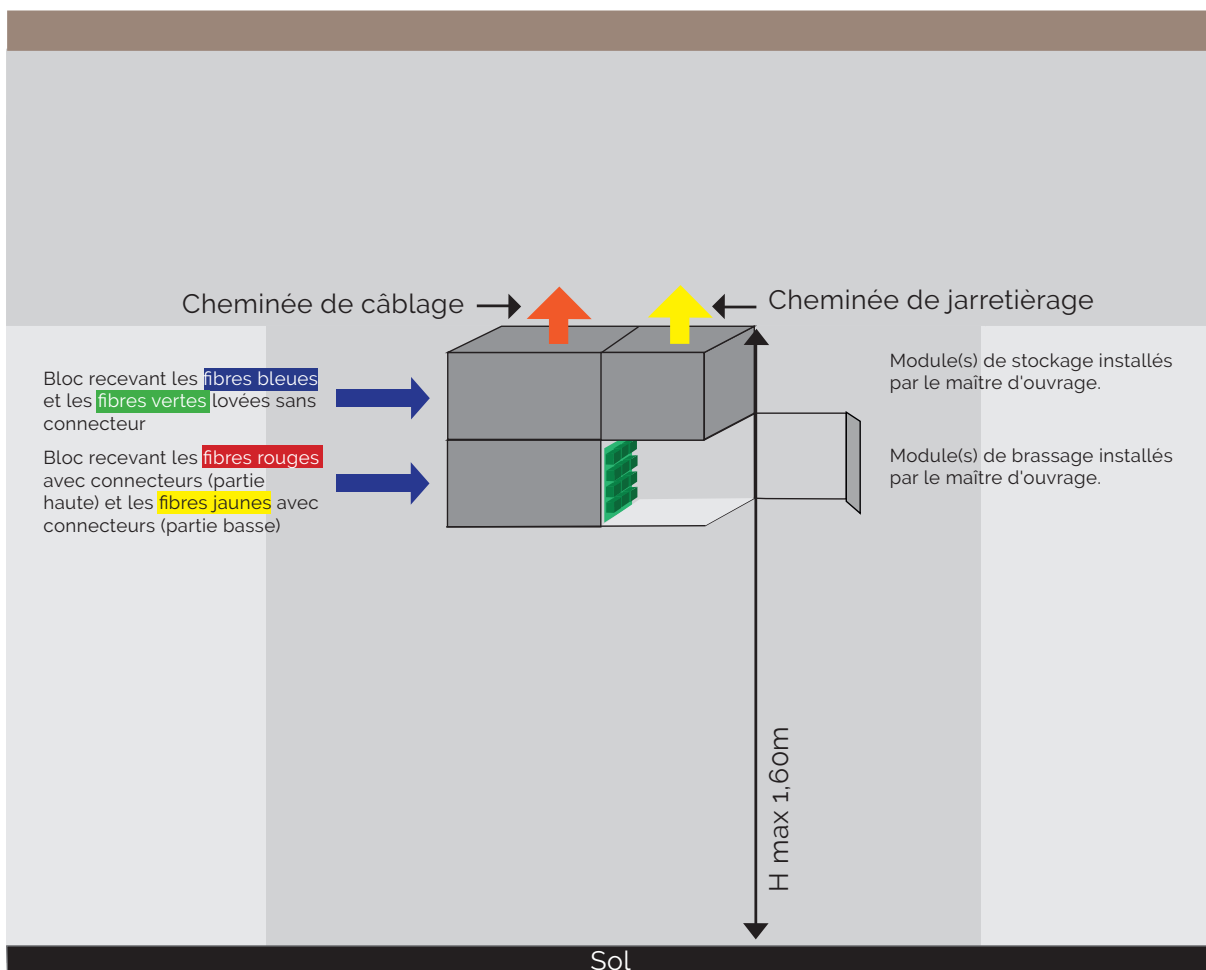 Cheminée de câblage
Cheminée de jarretièrage
Bloc recevant les fibres bleues
et les fibres vertes lovées sans
connecteur
Module(s) de stockage installés
par le maître d'ouvrage.
Bloc recevant les fibres rouges
avec connecteurs (partie
haute) et les fibres jaunes avec
connecteurs (partie basse)
Module(s) de brassage installés
par le maître d'ouvrage.
H max 1,60m
Sol